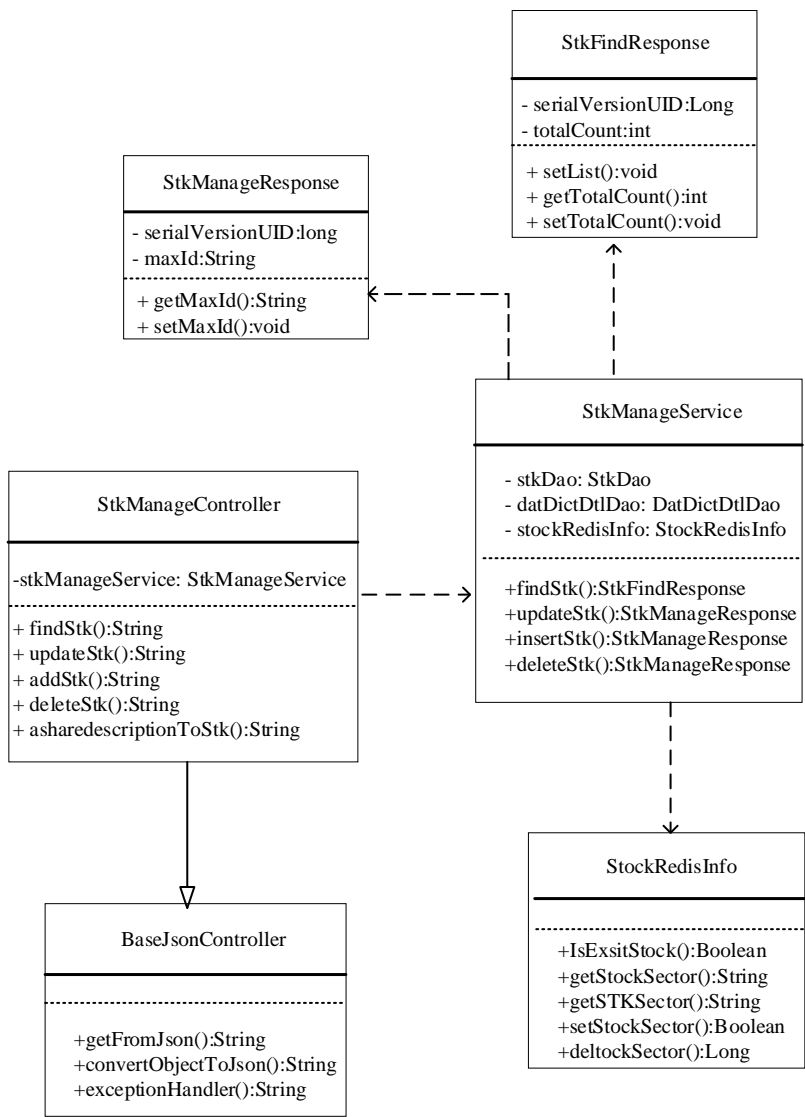 StkFindResponse
- serialVersionUID:Long
- totalCount:int
+ setList():void
+ getTotalCount():int
+ setTotalCount():void
StkManageResponse
- serialVersionUID:long
- maxId:String
+ getMaxId():String
+ setMaxId():void
StkManageService
- stkDao: StkDao
- datDictDtlDao: DatDictDtlDao
- stockRedisInfo: StockRedisInfo
+findStk():StkFindResponse
+updateStk():StkManageResponse
+insertStk():StkManageResponse
+deleteStk():StkManageResponse
StkManageController
-stkManageService: StkManageService
+ findStk():String
+ updateStk():String
+ addStk():String
+ deleteStk():String
+ asharedescriptionToStk():String
StockRedisInfo
+IsExsitStock():Boolean
+getStockSector():String
+getSTKSector():String
+setStockSector():Boolean
+deltockSector():Long
BaseJsonController
+getFromJson():String
+convertObjectToJson():String
+exceptionHandler():String